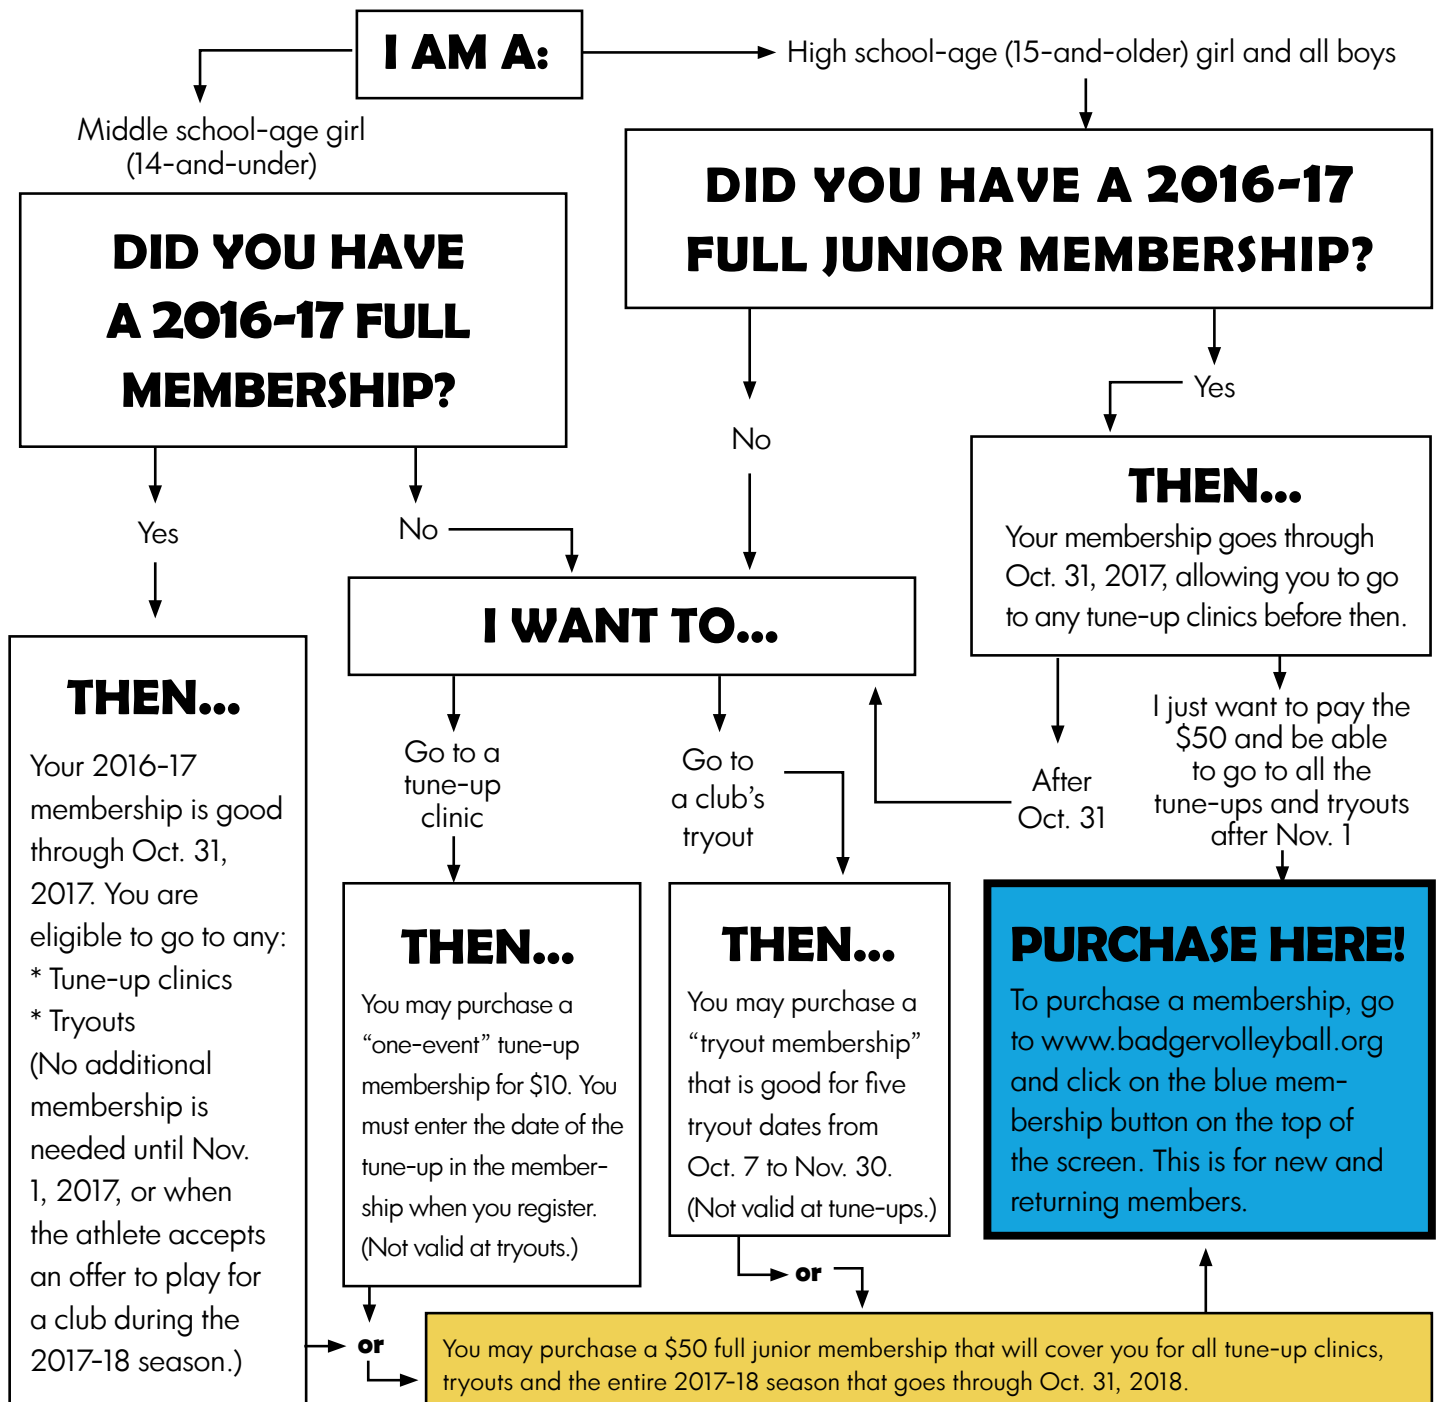 I AM A:
High school-age (15-and-older) girl and all boys
Middle school-age girl
(14-and-under)
DID YOU HAVE
A 2016-17 FULL
MEMBERSHIP?
DID YOU HAVE A 2016-17
FULL JUNIOR MEMBERSHIP?
Yes
No
No
Yes
THEN...
Your membership goes through
Oct. 31, 2017, allowing you to go
to any tune-up clinics before then.
I WANT TO...
THEN...
Your 2016-17
membership is good
through Oct. 31,
2017. You are
eligible to go to any:
* Tune-up clinics
* Tryouts
(No additional
membership is
needed until Nov.
1, 2017, or when
the athlete accepts
an offer to play for
a club during the
2017-18 season.)
Go to a
tune-up
clinic
Go to
a club's
tryout
After
Oct. 31
I just want to pay the
$50 and be able
to go to all the
tune-ups and tryouts
after Nov. 1
THEN...
You may purchase a
“one-event” tune-up
membership for $10. You
must enter the date of the
tune-up in the member-
ship when you register.
(Not valid at tryouts.)
THEN...
You may purchase a
“tryout membership”
that is good for five
tryout dates from
Oct. 7 to Nov. 30.
(Not valid at tune-ups.)
PURCHASE HERE!
To purchase a membership, go
to www.badgervolleyball.org
and click on the blue mem-
bership button on the top of
the screen. This is for new and
returning members.
or
or
You may purchase a $50 full junior membership that will cover you for all tune-up clinics,
tryouts and the entire 2017-18 season that goes through Oct. 31, 2018.